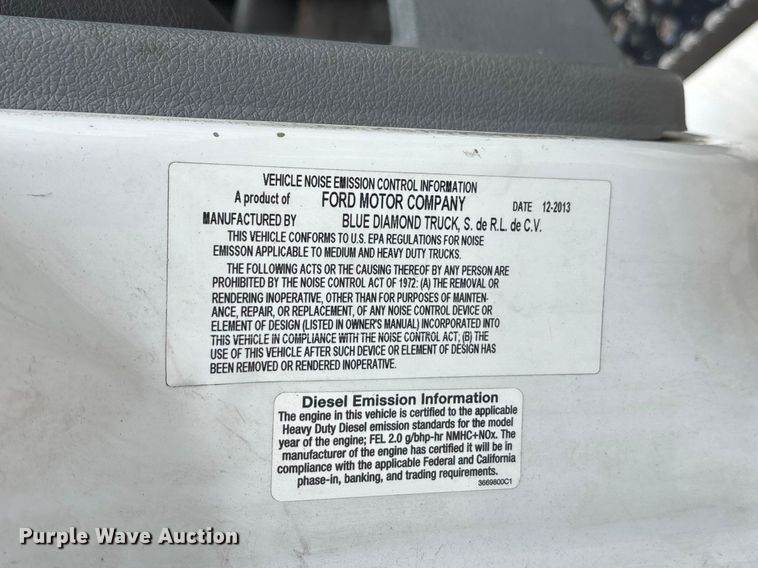 VEHICLE NOISE EMISSION CONTROL INFORMATION
A product of FORD MOTOR COMPANY DATE 12-2013
MANUFACTURED BY BLUE DIAMOND TRUCK, S. de R.L. de C.V.
THIS VEHICLE CONFORMS TO U.S. EPA REGULATIONS FOR NOISE
EMISSON APPLICABLE TO MEDIUM AND HEAVY DUTY TRUCKS.
THE FOLLOWING ACTS OR THE CAUSING THEREOF BY ANY PERSON ARE
PROHIBITED BY THE NOISE CONTROL ACT OF 1972: (A) THE REMOVAL OR
RENDERING INOPERATIVE, OTHER THAN FOR PURPOSES OF MAINTEN-
ANCE, REPAIR, OR REPLACEMENT, OF ANY NOISE CONTROL DEVICE OR
ELEMENT OF DESIGN (LISTED IN OWNER'S MANUAL) INCORPORATED INTO
THIS VEHICLE IN COMPLIANCE WITH THE NOISE CONTROL ACT; (B) THE
USE OF THIS VEHICLE AFTER SUCH DEVICE OR ELEMENT OF DESIGN HAS
BEEN REMOVED OR RENDERED INOPERATIVE.
Diesel Emission Information
The engine in this vehicle is certified to the applicable
Heavy Duty Diesel emission standards for the model
year of the engine; FEL 2.0 g/bhp-hr NMHC+NOx. The
manufacturer of the engine has certified it will be in
compliance with the applicable Federal and California
phase-in, banking, and trading requirements.
3669800C1
Purple Wave Auction